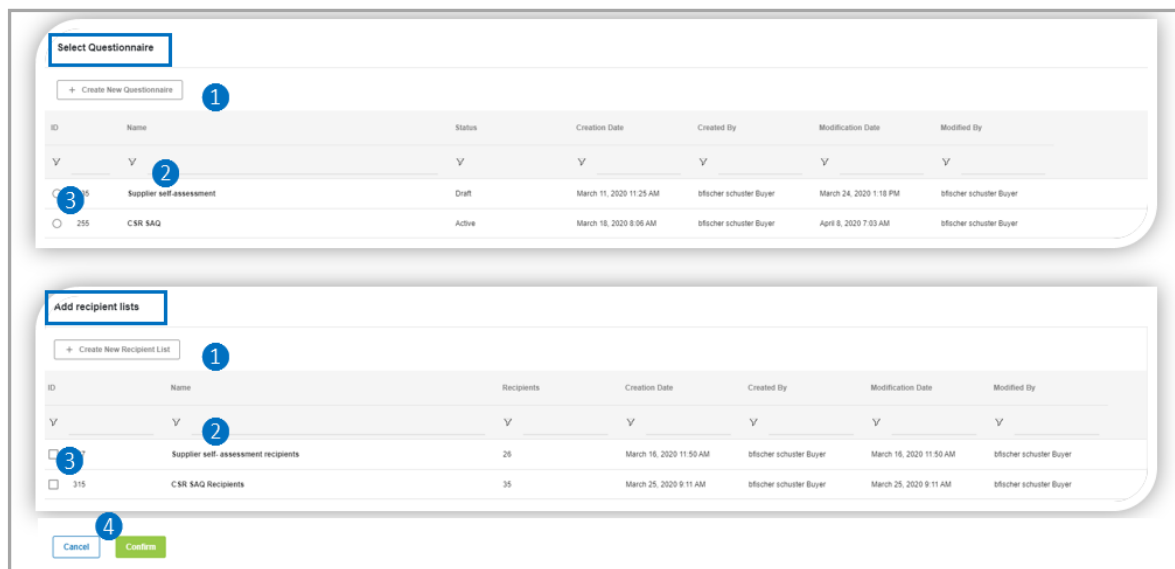 Select Questionnaire
+ Create New Questionnaire
1
ID Name Status Creation Date Created By Modification Date Modified By
2
3 Supplier self-assessment Draft March 11, 2020 11:25 AM bfischer schuster Buyer March 24, 2020 1:18 PM bfischer schuster Buyer
255 CSR SAQ Active March 18, 2020 8:06 AM bfischer schuster Buyer April 8, 2020 7:03 AM bfischer schuster Buyer
Add recipient lists
+ Create New Recipient List
1
ID Name Recipients Creation Date Created By Modification Date Modified By
2
3 Supplier self- assessment recipients 26 March 16, 2020 11:50 AM bfischer schuster Buyer March 16, 2020 11:50 AM bfischer schuster Buyer
315 CSR SAQ Recipients 35 March 25, 2020 9:11 AM bfischer schuster Buyer March 25, 2020 9:11 AM bfischer schuster Buyer
4
Cancel Confirm